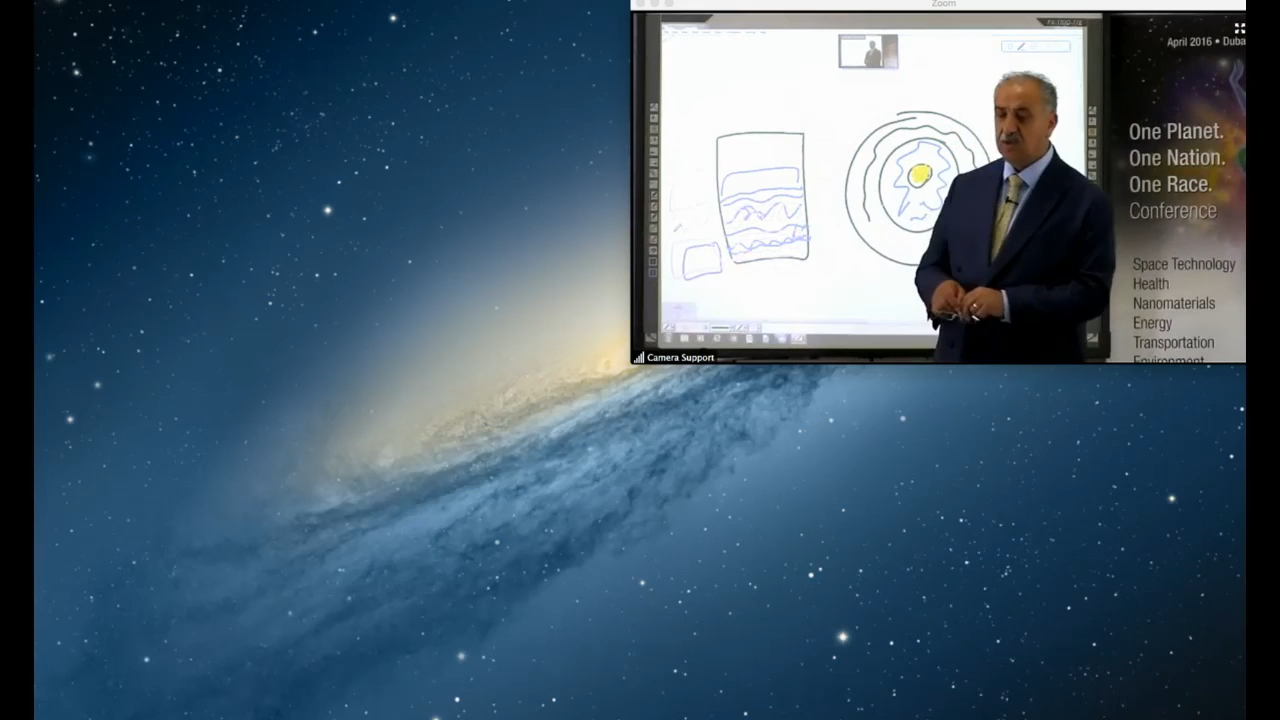 Zoom
April 2016 • Duba
One Planet.
One Nation.
One Race.
Conference
Space Technology
Health
Nanomaterials
Energy
Transportation
Environment
Camera Support